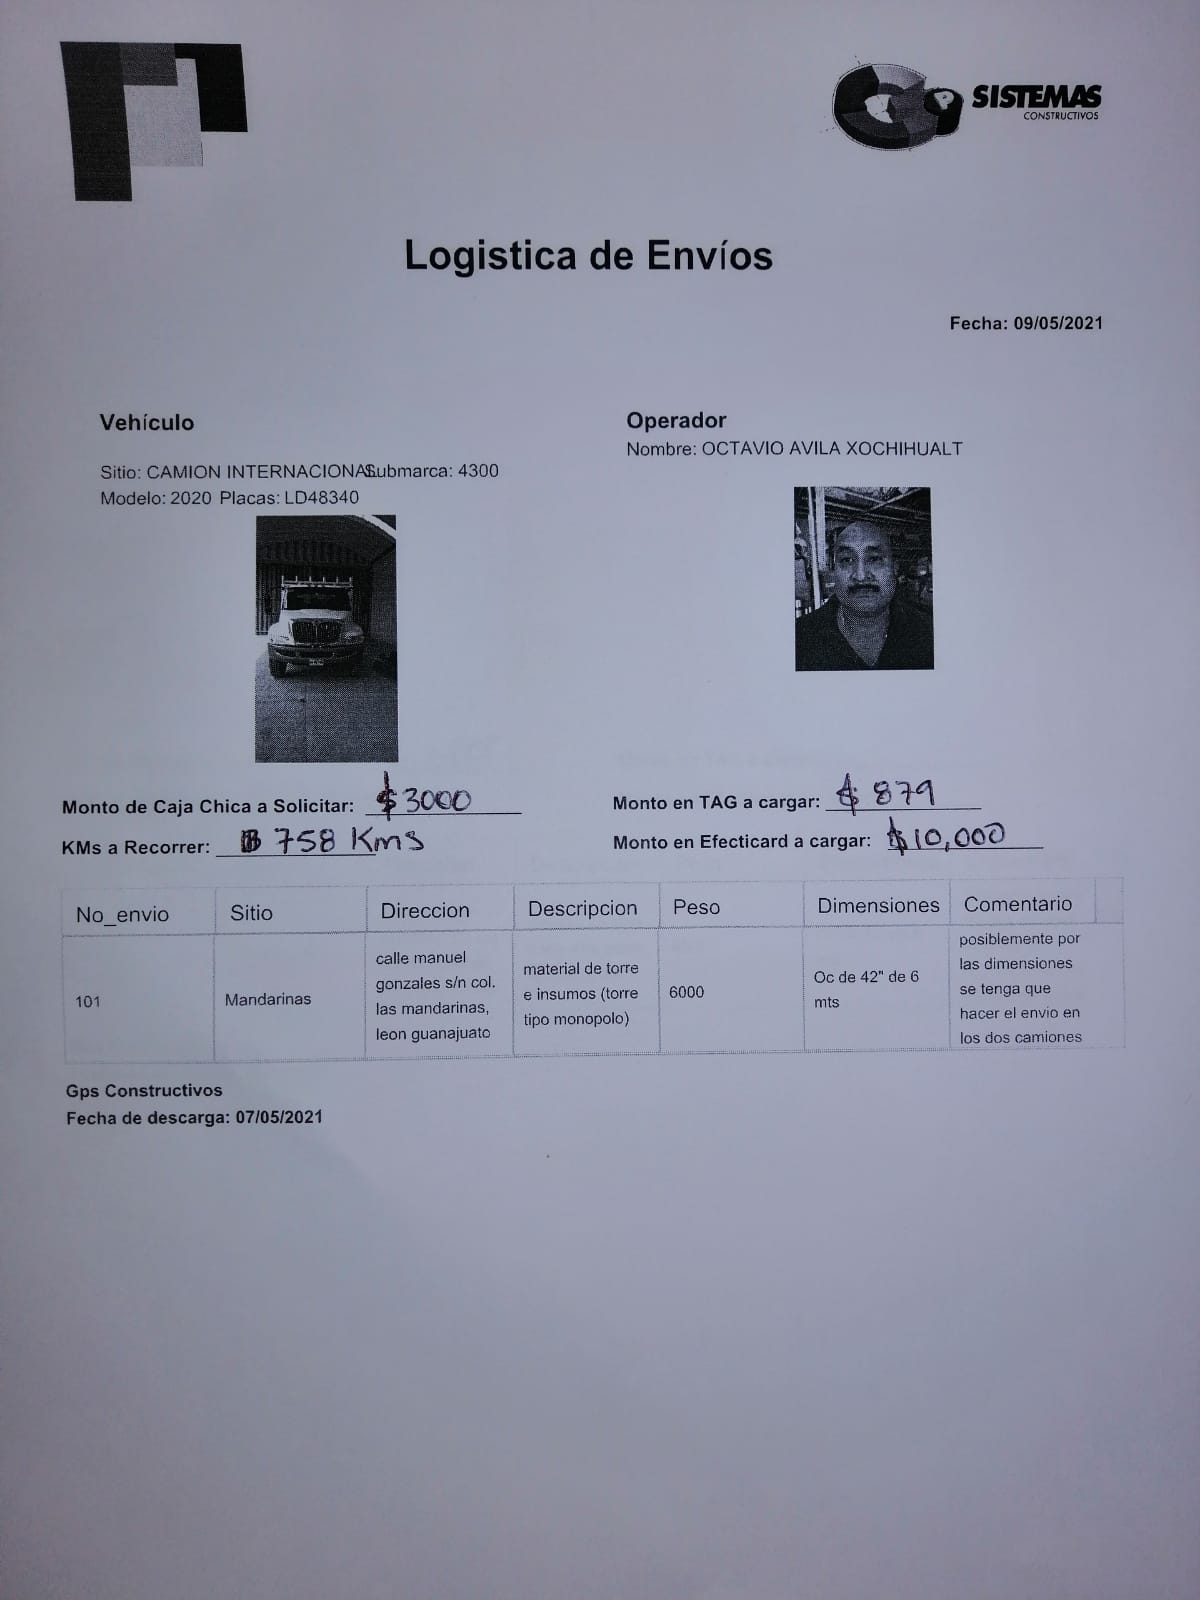 GP SISTEMAS
CONSTRUCTIVOS
Logistica de Envíos
Fecha: 09/05/2021
Vehículo
Operador
Nombre: OCTAVIO AVILA XOCHIHUALT
Sitio: CAMION INTERNACIONAL Submarca: 4300
Modelo: 2020 Placas: LD48340
Monto de Caja Chica a Solicitar: $3000
Monto en TAG a cargar: $ 879
KMs a Recorrer: 758 Kms
Monto en Efecticard a cargar: $10,000
No_envio Sitio Direccion Descripcion Peso Dimensiones Comentario
101
Mandarinas
calle manuel
gonzales s/n col.
las mandarinas,
leon guanajuato
material de torre
e insumos (torre
tipo monopolo)
6000
Oc de 42" de 6
mts
posiblemente por
las dimensiones
se tenga que
hacer el envio en
los dos camiones
Gps Constructivos
Fecha de descarga: 07/05/2021